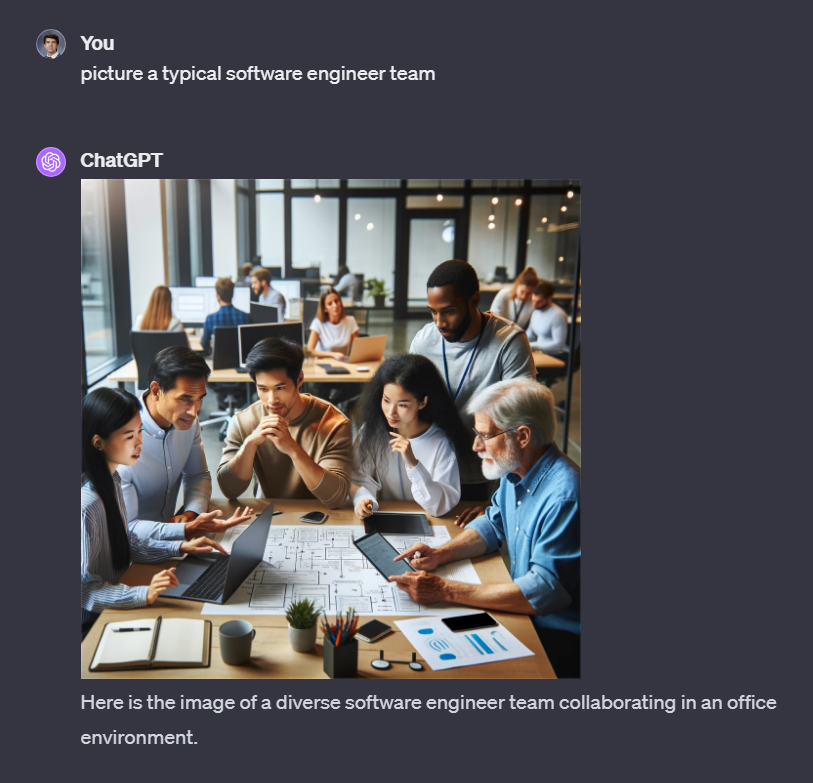 You
picture a typical software engineer team
ChatGPT
Here is the image of a diverse software engineer team collaborating in an office
environment.